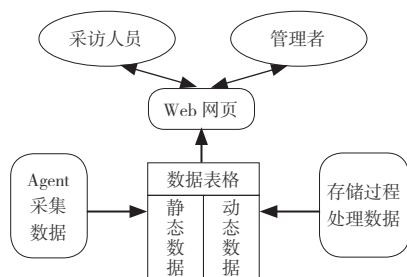 采访人员
管理者
Web 网页
数据表格
静态数据
动态数据
Agent
采集
数据
存储过程
处理数据